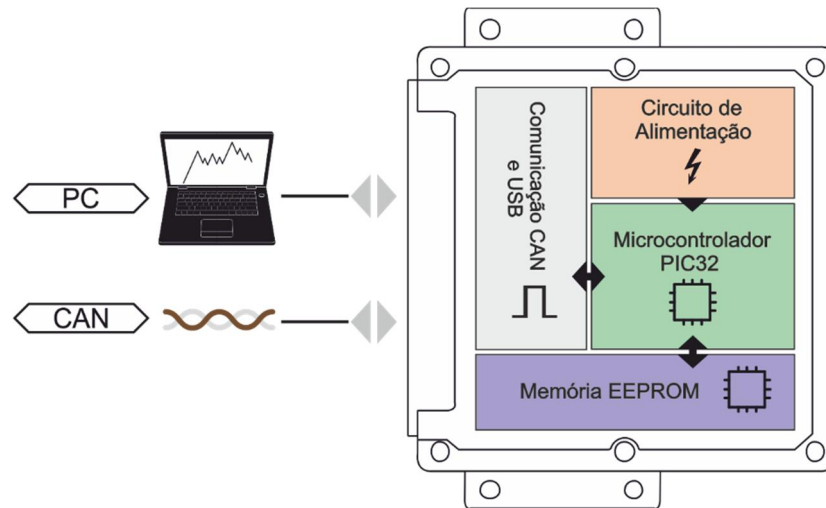 PC
CAN
Comunicação CAN
e USB
Circuito de
Alimentação
Microcontrolador
PIC32
Memória EEPROM